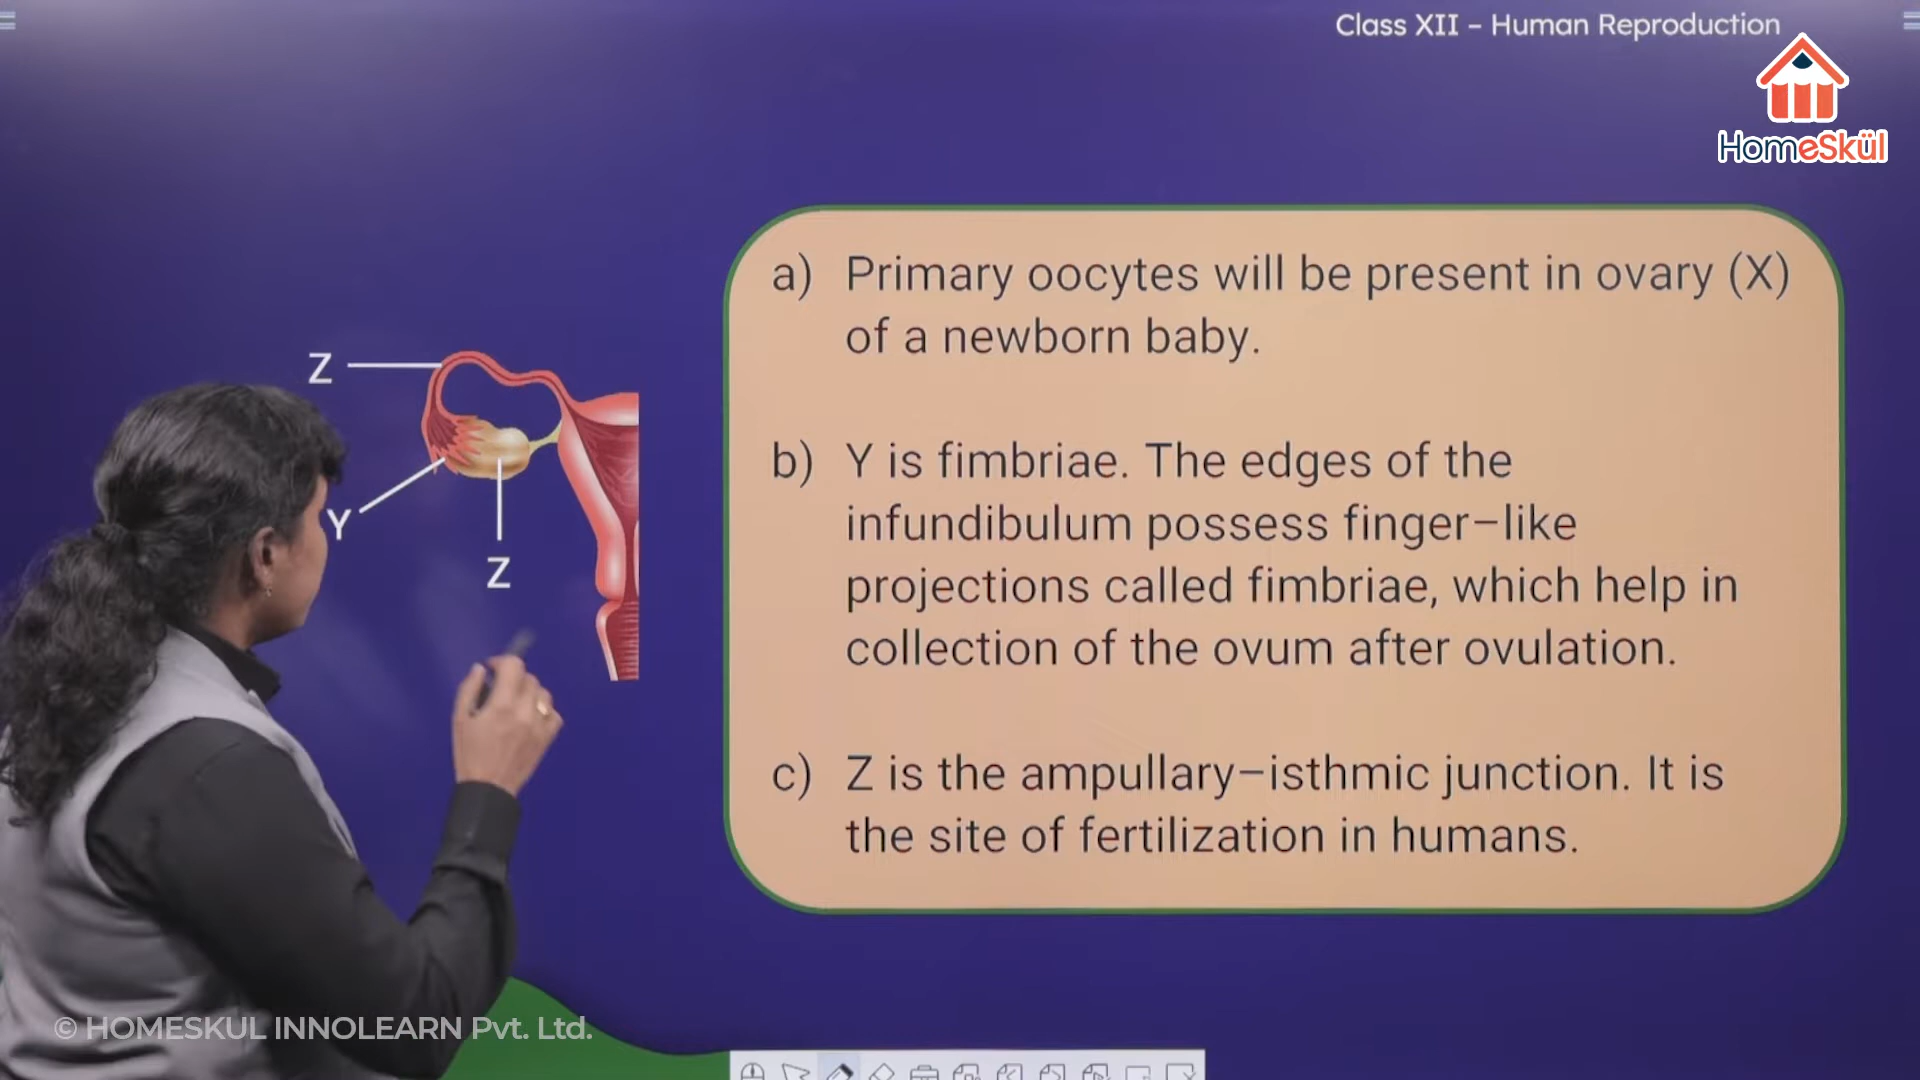 Class XII – Human Reproduction
HomeSkül
a) Primary oocytes will be present in ovary (X)
of a newborn baby.
Z
b) Y is fimbriae. The edges of the
infundibulum possess finger–like
projections called fimbriae, which help in
collection of the ovum after ovulation.
Y
Z
c) Z is the ampullary–isthmic junction. It is
the site of fertilization in humans.
© HOMESKUL INNOLEARN Pvt. Ltd.